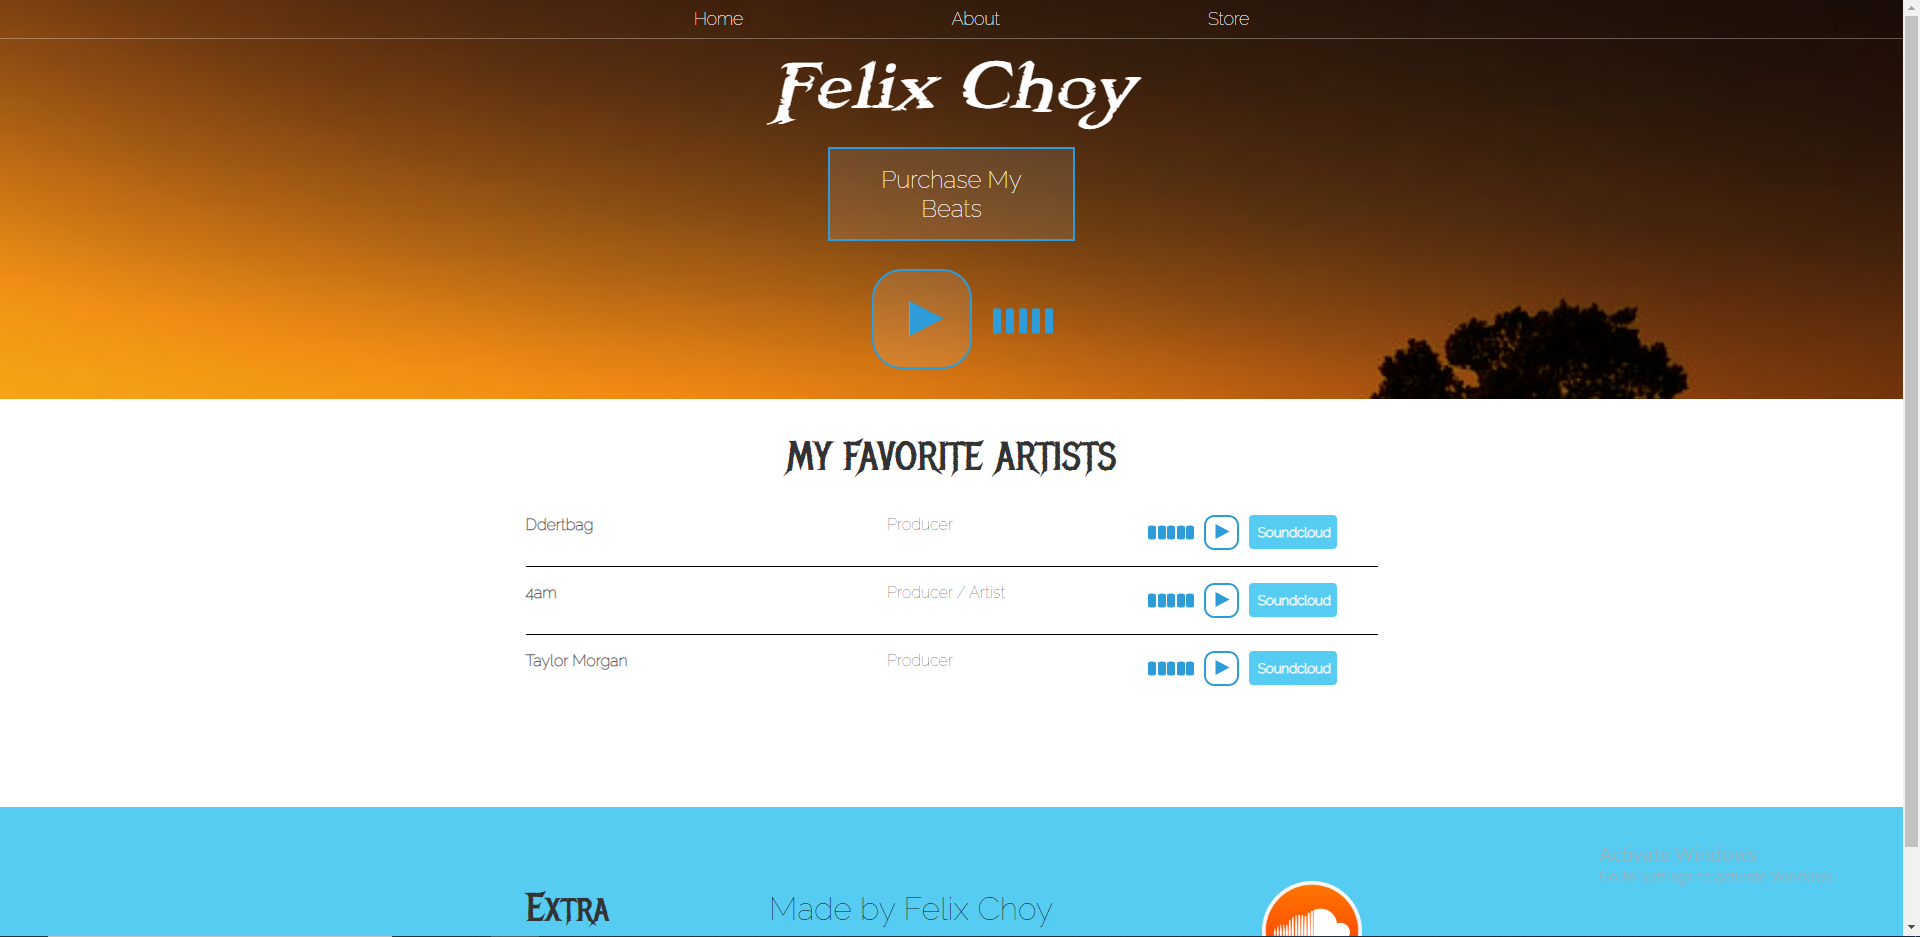 Home About Store
Felix Choy
Purchase My
Beats
MY FAVORITE ARTISTS
Ddertbag Producer Soundcloud
4am Producer / Artist Soundcloud
Taylor Morgan Producer Soundcloud
Activate Windows
Go to Settings to activate Windows.
Extra Made by Felix Choy